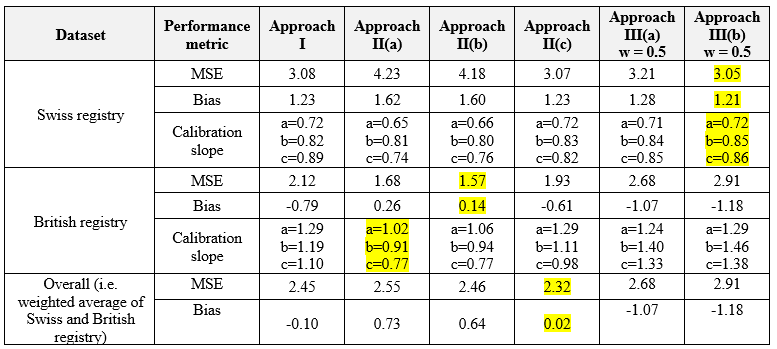 Dataset Performance metric Approach I Approach II(a) Approach II(b) Approach II(c) Approach III(a) w = 0.5 Approach III(b) w = 0.5
Swiss registry MSE 3.08 4.23 4.18 3.07 3.21 3.05
Bias 1.23 1.62 1.60 1.23 1.28 1.21
Calibration slope
a=0.72 a=0.65 a=0.66 a=0.72 a=0.71 a=0.72
b=0.82 b=0.81 b=0.80 b=0.83 b=0.84 b=0.85
c=0.89 c=0.74 c=0.76 c=0.82 c=0.85 c=0.86
British registry MSE 2.12 1.68 1.57 1.93 2.68 2.91
Bias -0.79 0.26 0.14 -0.61 -1.07 -1.18
Calibration slope
a=1.29 a=1.02 a=1.06 a=1.29 a=1.24 a=1.29
b=1.19 b=0.91 b=0.94 b=1.11 b=1.40 b=1.46
c=1.10 c=0.77 c=0.77 c=0.98 c=1.33 c=1.38
Overall (i.e. weighted average of Swiss and British registry) MSE 2.45 2.55 2.46 2.32 2.68 2.91
Bias -0.10 0.73 0.64 0.02 -1.07 -1.18